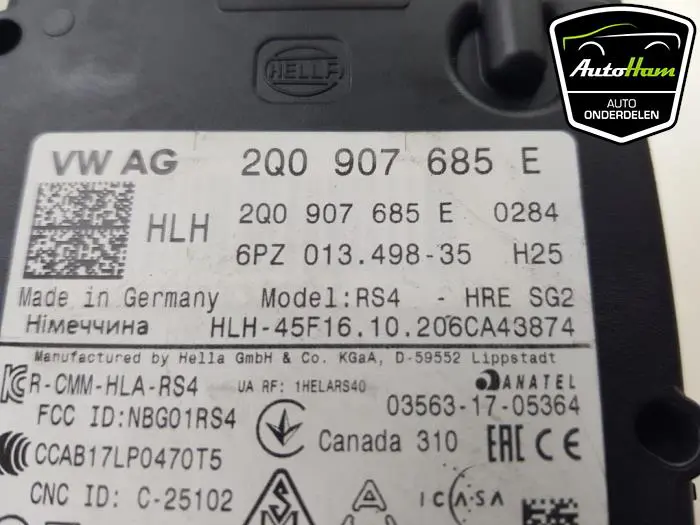 HELLA
AutoHam
AUTO
ONDERDELEN
VW AG 2Q0 907 685 E
HLH 2Q0 907 685 E 0284
6PZ 013.498-35 H25
Made in Germany Model:RS4 - HRE SG2
Німеччина HLH-45F16.10.206CA43874
Manufactured by Hella GmbH & Co. KGaA, D-59552 Lippstadt
R-CMM-HLA-RS4 UA RF: 1HELARS40 ANATEL
FCC ID:NBG01RS4 03563-17-05364
Canada 310 EAC CE
CCAB17LP0470T5
CNC ID: C-25102 ICASA